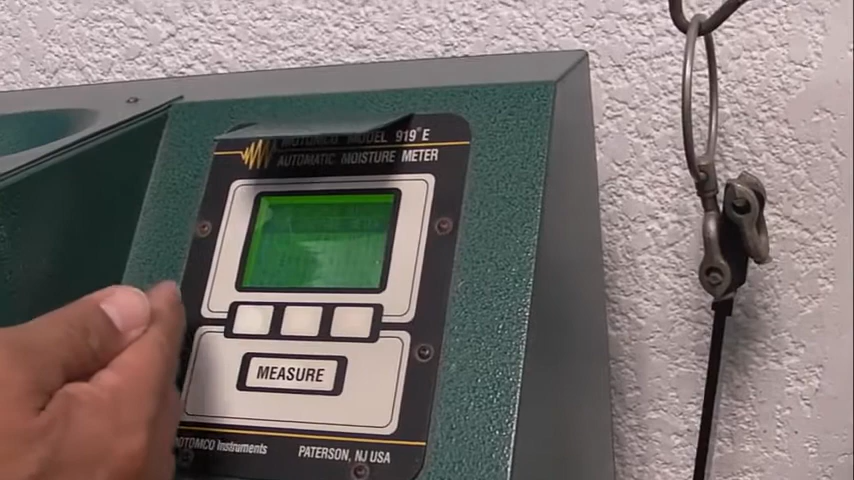 MOTOMCO MODEL 919®E
AUTOMATIC MOISTURE METER
MEASURE
MOTOMCO Instruments
PATERSON, NJ USA